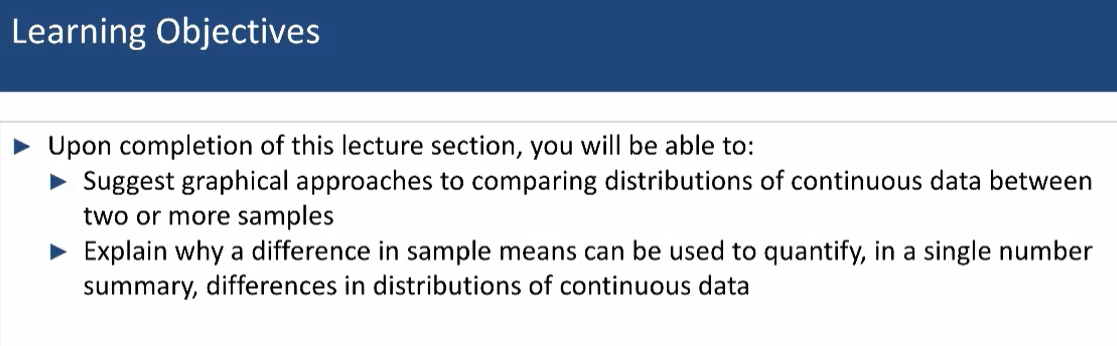 Learning Objectives
► Upon completion of this lecture section, you will be able to:
► Suggest graphical approaches to comparing distributions of continuous data between
two or more samples
► Explain why a difference in sample means can be used to quantify, in a single number
summary, differences in distributions of continuous data